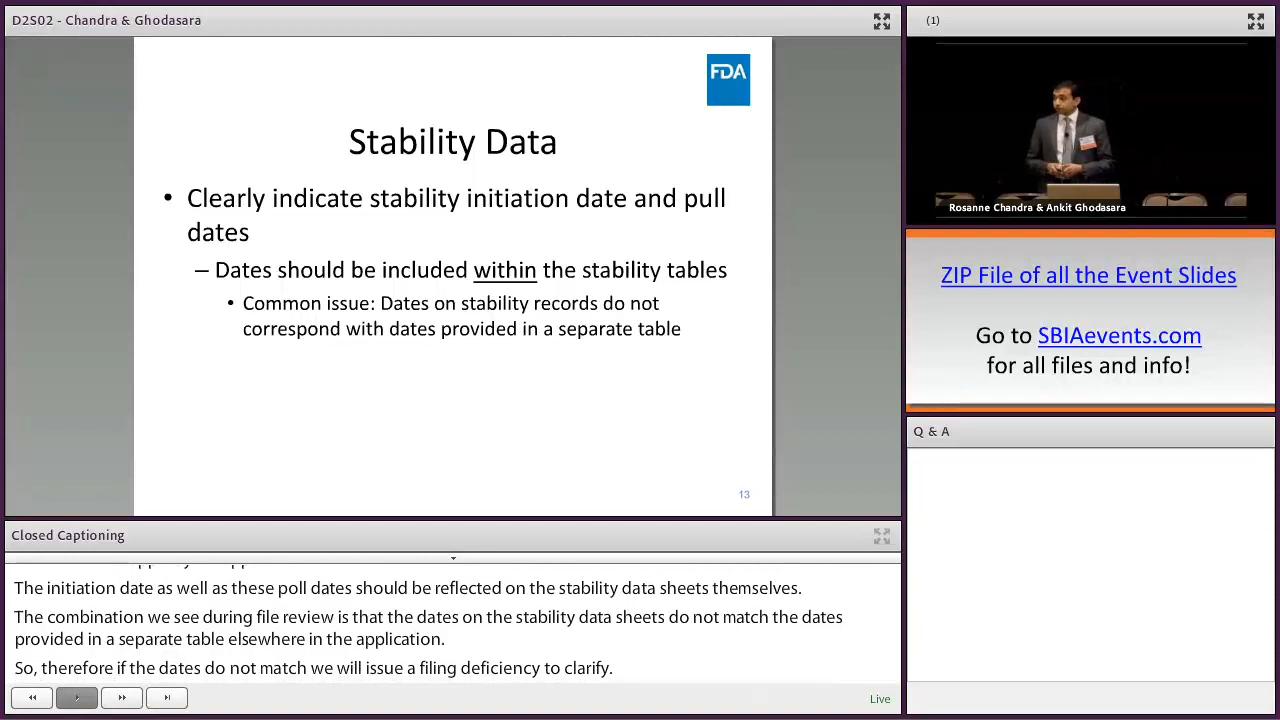 D2S02 - Chandra & Ghodasara
FDA
Stability Data
• Clearly indicate stability initiation date and pull
dates
– Dates should be included within the stability tables
• Common issue: Dates on stability records do not
correspond with dates provided in a separate table
13
(1)
Rosanne Chandra & Ankit Ghodasara
ZIP File of all the Event Slides
Go to SBIAevents.com
for all files and info!
Q & A
Closed Captioning
The initiation date as well as these poll dates should be reflected on the stability data sheets themselves.
The combination we see during file review is that the dates on the stability data sheets do not match the dates
provided in a separate table elsewhere in the application.
So, therefore if the dates do not match we will issue a filing deficiency to clarify.
Live